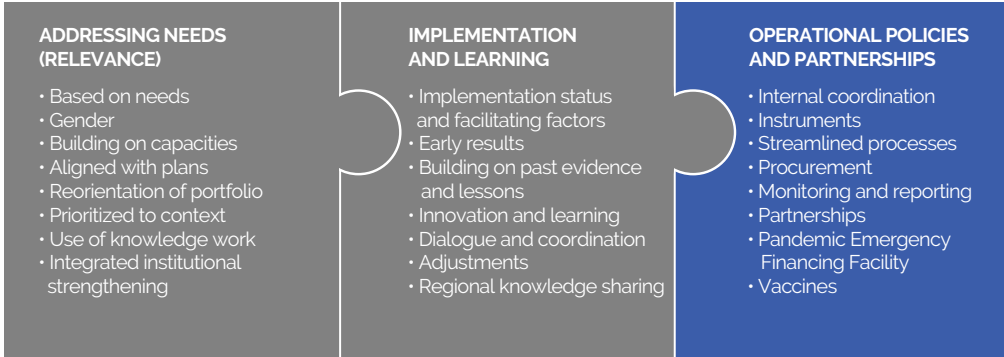 ADDRESSING NEEDS
(RELEVANCE)
• Based on needs
• Gender
• Building on capacities
• Aligned with plans
• Reorientation of portfolio
• Prioritized to context
• Use of knowledge work
• Integrated institutional
strengthening
IMPLEMENTATION
AND LEARNING
• Implementation status
and facilitating factors
• Early results
• Building on past evidence
and lessons
• Innovation and learning
• Dialogue and coordination
• Adjustments
• Regional knowledge sharing
OPERATIONAL POLICIES
AND PARTNERSHIPS
• Internal coordination
• Instruments
• Streamlined processes
• Procurement
• Monitoring and reporting
• Partnerships
• Pandemic Emergency
Financing Facility
• Vaccines